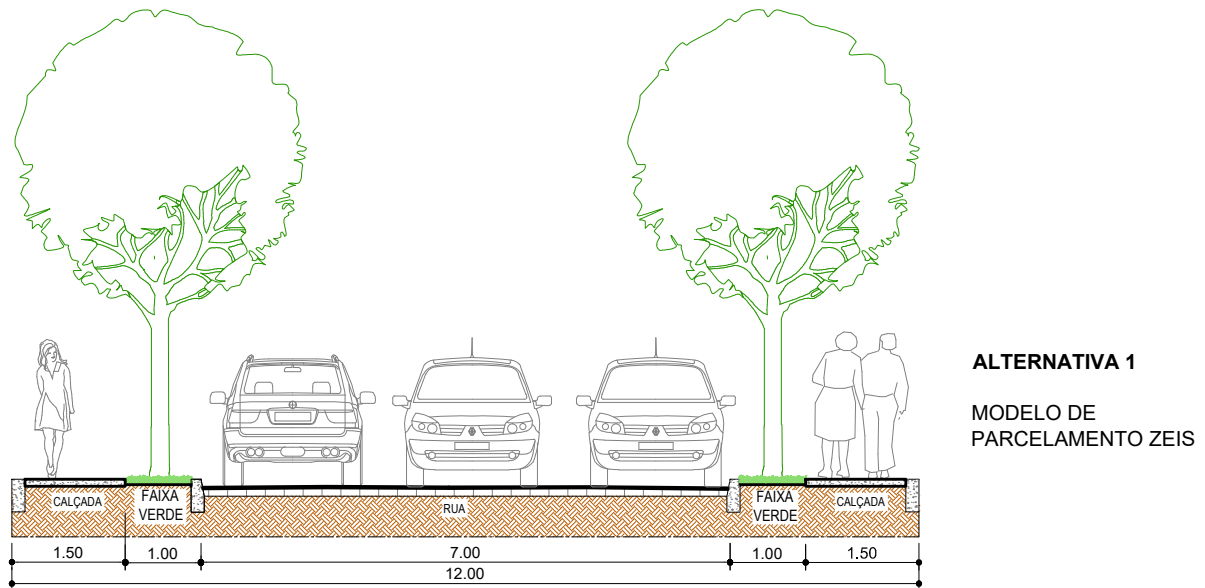 ALTERNATIVA 1
MODELO DE
PARCELAMENTO ZEIS
CALÇADA
FAIXA
VERDE
RUA
FAIXA
VERDE
CALÇADA
1.50 1.00 7.00 1.00 1.50
12.00